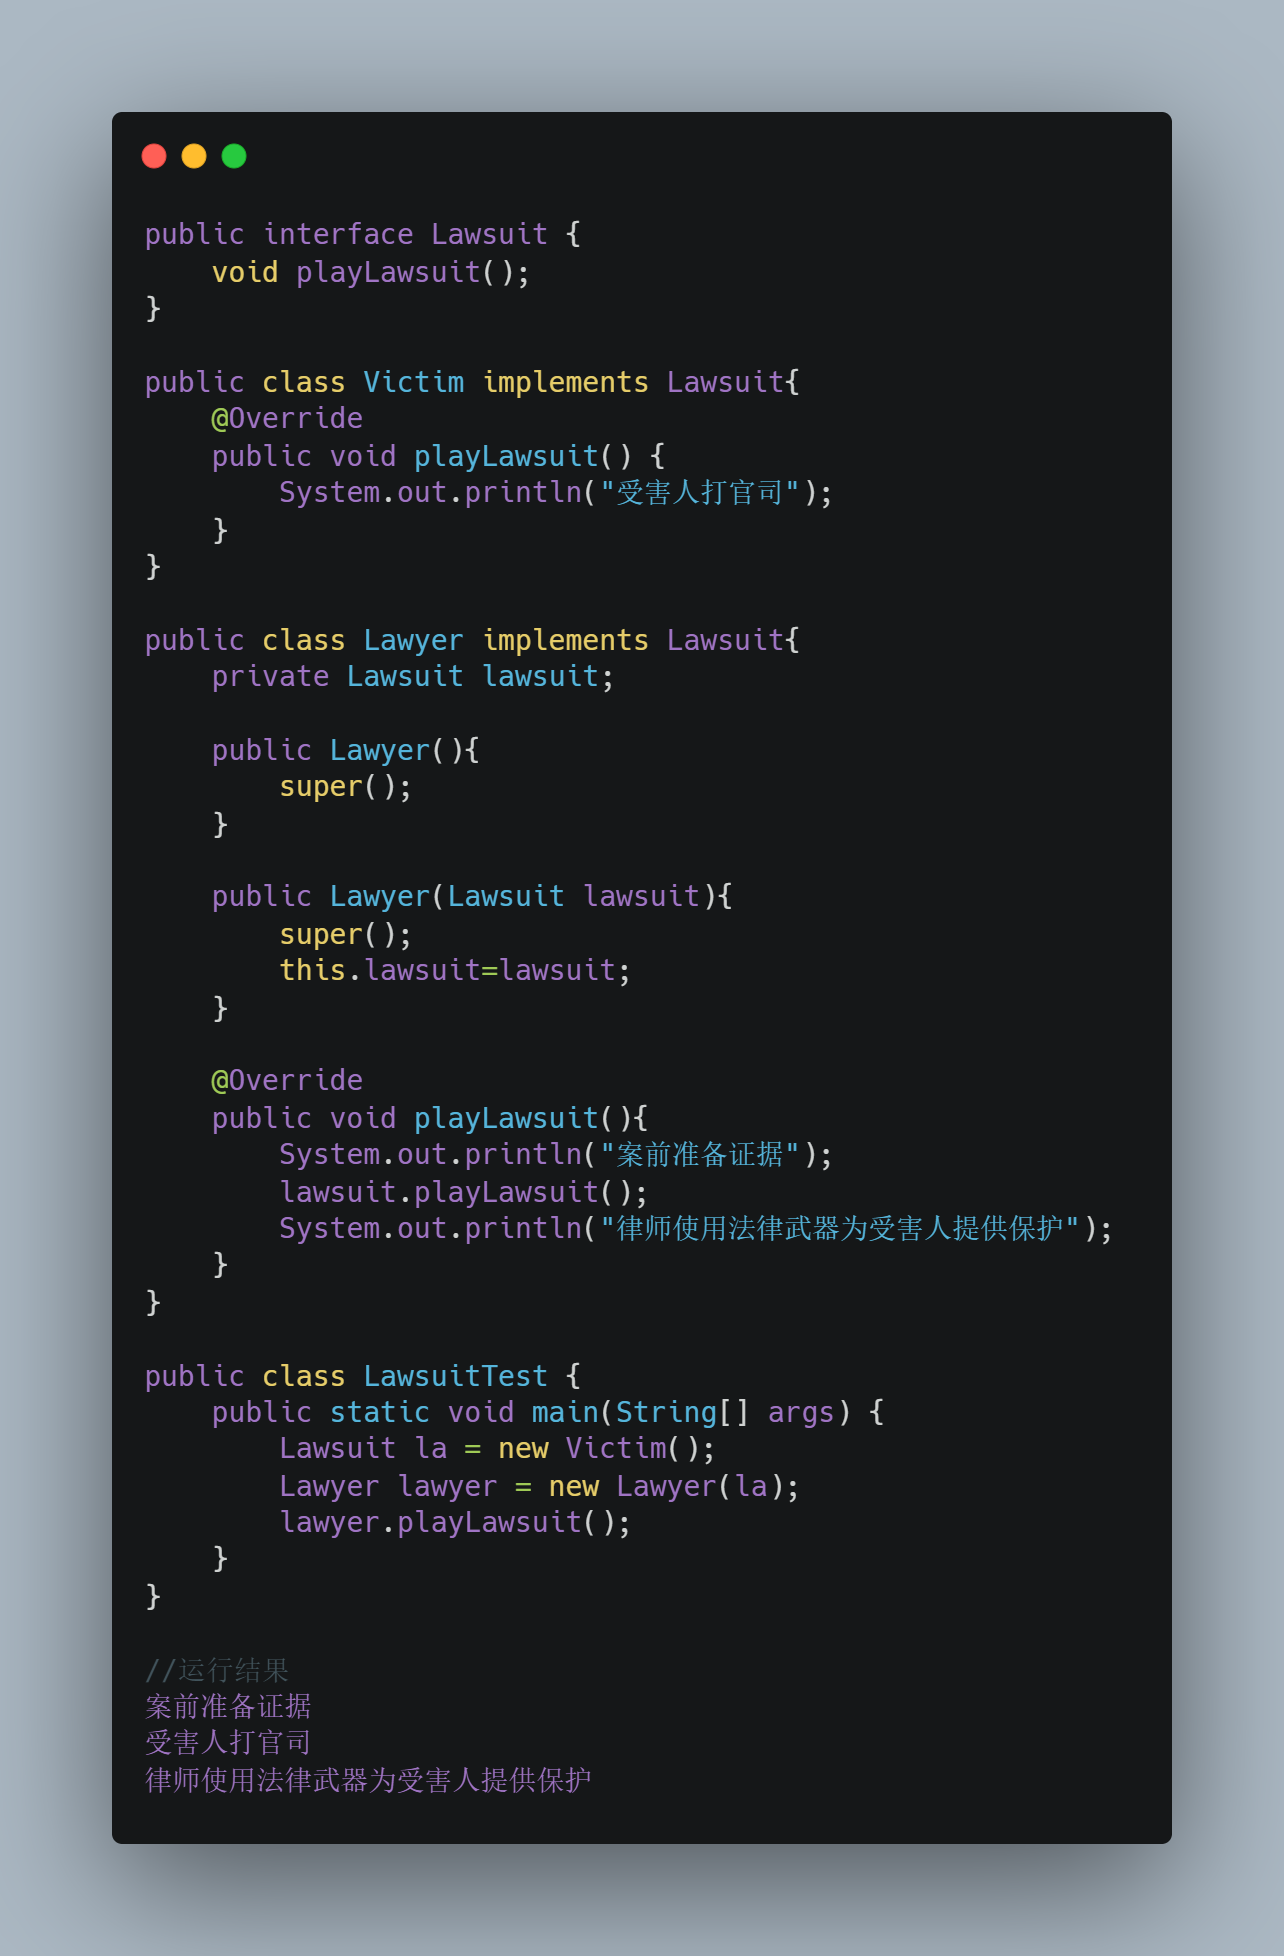 public interface Lawsuit {
    void playLawsuit();
}

public class Victim implements Lawsuit{
    @Override
    public void playLawsuit() {
        System.out.println("受害人打官司");
    }
}

public class Lawyer implements Lawsuit{
    private Lawsuit lawsuit;

    public Lawyer(){
        super();
    }

    public Lawyer(Lawsuit lawsuit){
        super();
        this.lawsuit=lawsuit;
    }

    @Override
    public void playLawsuit(){
        System.out.println("案前准备证据");
        lawsuit.playLawsuit();
        System.out.println("律师使用法律武器为受害人提供保护");
    }
}

public class LawsuitTest {
    public static void main(String[] args) {
        Lawsuit la = new Victim();
        Lawyer lawyer = new Lawyer(la);
        lawyer.playLawsuit();
    }
}

//运行结果
案前准备证据
受害人打官司
律师使用法律武器为受害人提供保护